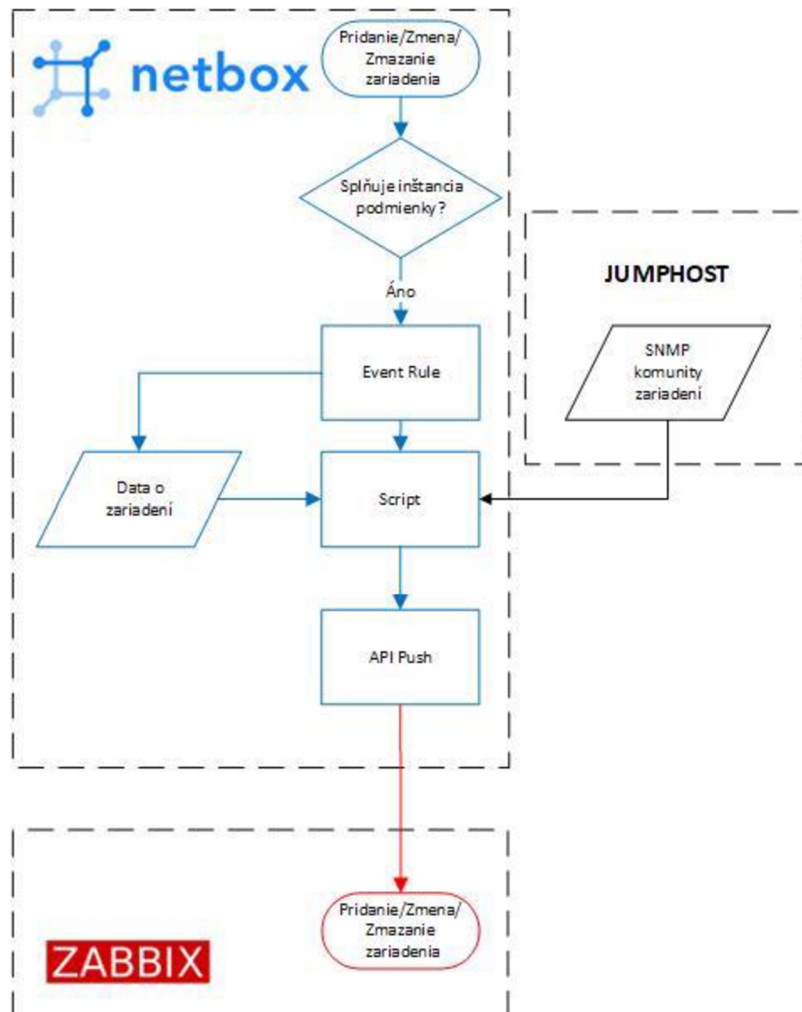 netbox
Pridanie/Zmena/
Zmazanie
zariadenia
Splňuje inštancia
podmienky?
Áno
JUMPHOST
SNMP
komunity
zariadení
Event Rule
Data o
zariadení
Script
API Push
Pridanie/Zmena/
Zmazanie
zariadenia
ZABBIX